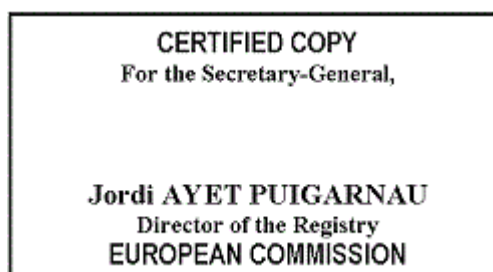 CERTIFIED COPY
For the Secretary-General,
Jordi AYET PUIGARNAU
Director of the Registry
EUROPEAN COMMISSION